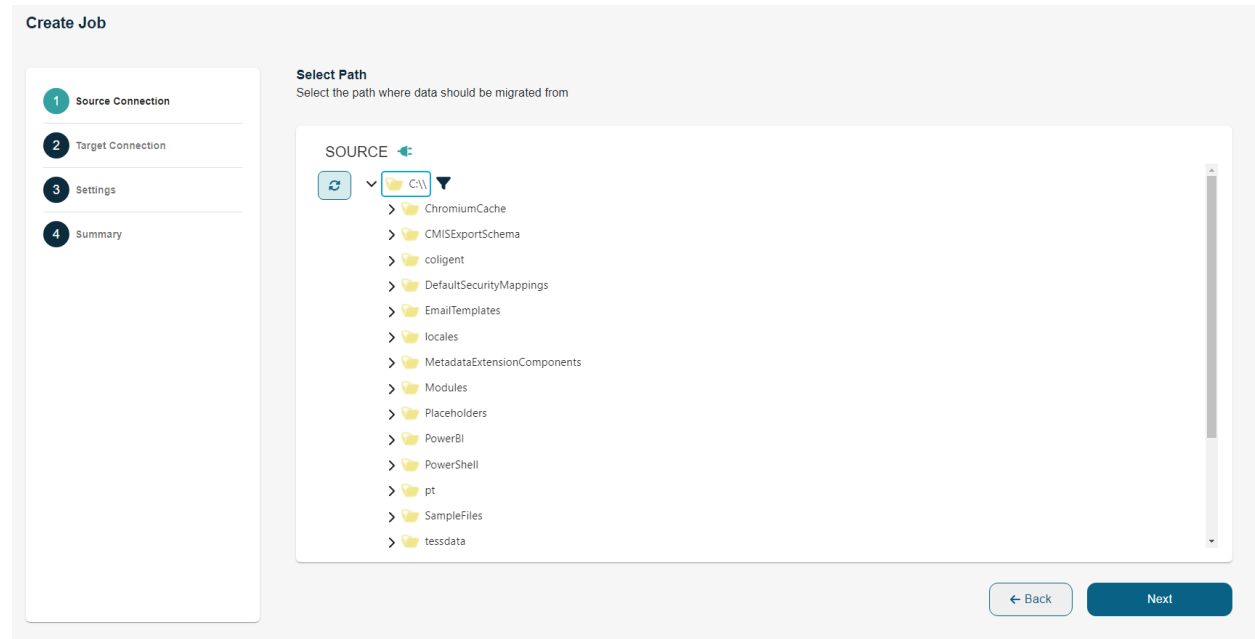 Create Job
1 Source Connection
2 Target Connection
3 Settings
4 Summary
Select Path
Select the path where data should be migrated from
SOURCE
C:\\
ChromiumCache
CMISExportSchema
coligent
DefaultSecurityMappings
EmailTemplates
locales
MetadataExtensionComponents
Modules
Placeholders
PowerBI
PowerShell
pt
SampleFiles
tessdata
Back
Next